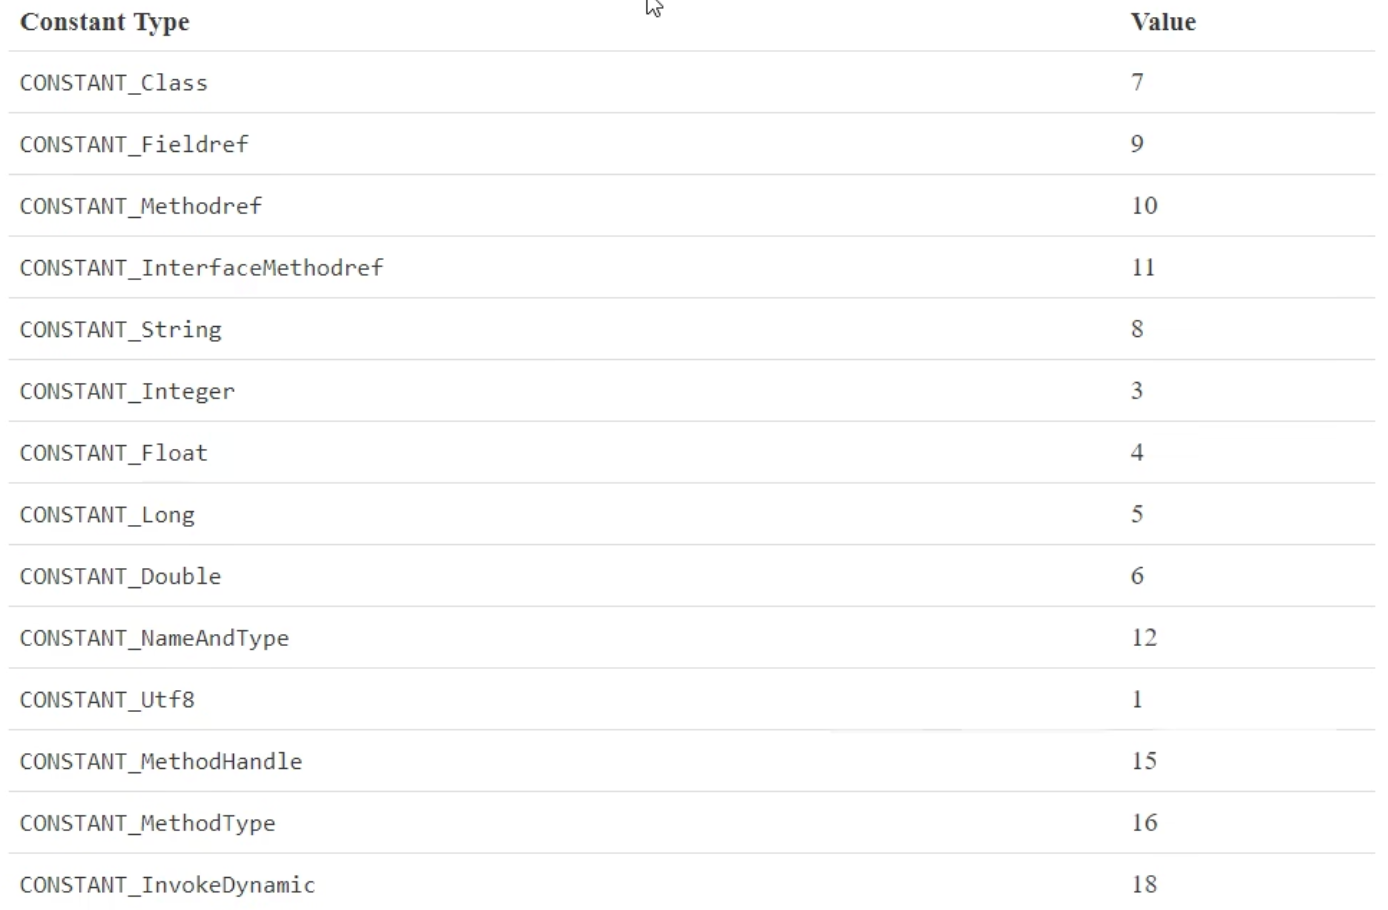 Constant Type Value
CONSTANT_Class 7
CONSTANT_Fieldref 9
CONSTANT_Methodref 10
CONSTANT_InterfaceMethodref 11
CONSTANT_String 8
CONSTANT_Integer 3
CONSTANT_Float 4
CONSTANT_Long 5
CONSTANT_Double 6
CONSTANT_NameAndType 12
CONSTANT_Utf8 1
CONSTANT_MethodHandle 15
CONSTANT_MethodType 16
CONSTANT_InvokeDynamic 18